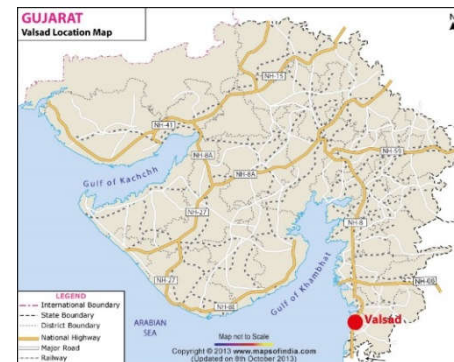 GUJARAT
Valsad Location Map
N
NH-15
NH-41
NH-8A
Gulf of Kachchh
NH-8A
NH-59
NH-27
NH-8
Gulf of Khambhat
NH-27
NH-8E
NH-6
Valsad
ARABIAN
SEA
LEGEND
International Boundary
State Boundary
District Boundary
National Highway
Major Road
Railway
Map not to Scale
Copyright © 2013 www.mapsofindia.com
(Updated on 8th October 2013)